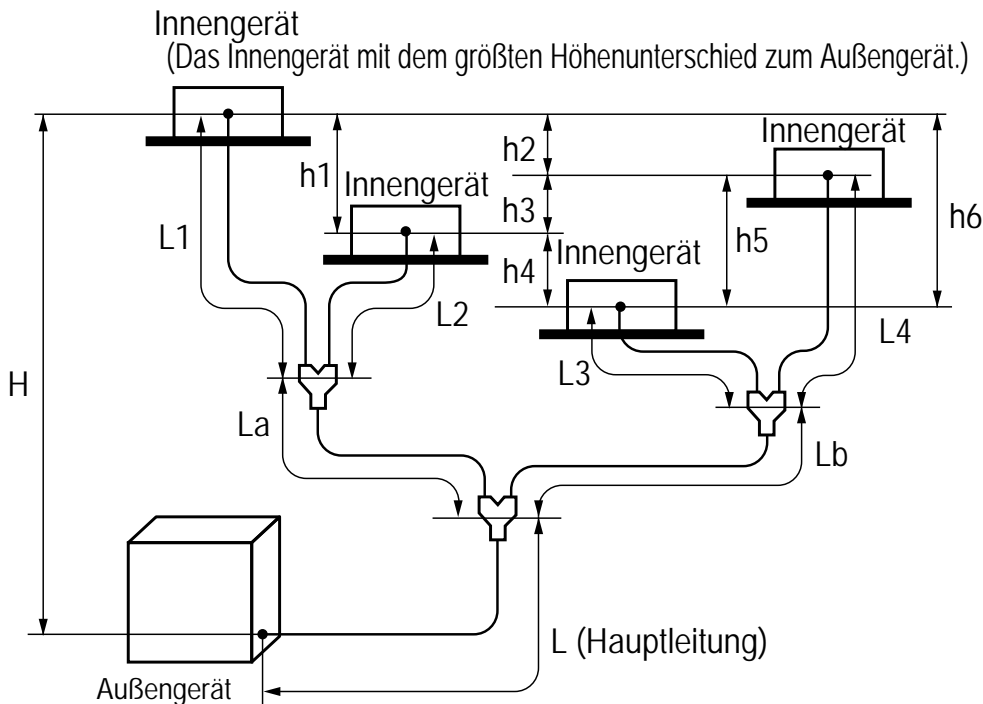 Innengerät
(Das Innengerät mit dem größten Höhenunterschied zum Außengerät.)
Innengerät
h2
h1
Innengerät
h3
h6
L1
h5
h4
Innengerät
L2
L4
L3
H
La
Lb
L (Hauptleitung)
Außengerät